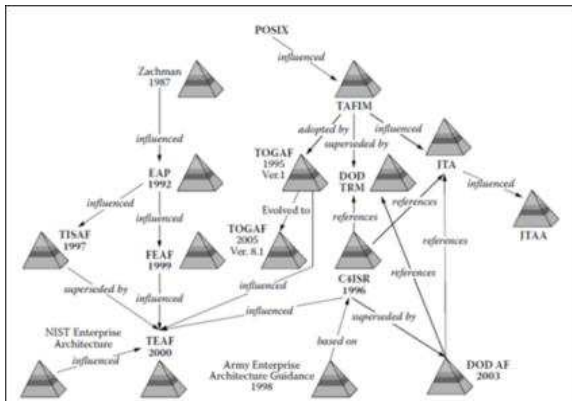 POSIX
influenced
Zachman
1987
TAFIM
adopted by
superseded by
influenced
influenced
TOGAF
1995
Ver.1
DOD
TRM
JTA
EAP
1992
influenced
influenced
influenced
Evolved to
references
references
JTAA
TISAF
1997
FEAF
1999
TOGAF
2005
Ver. 8.1
references
C4ISR
1996
references
superseded by
influenced
influenced
influenced
superseded by
NIST Enterprise
Architecture
influenced
TEAF
2000
based on
Army Enterprise
Architecture Guidance
1998
DOD AF
2003